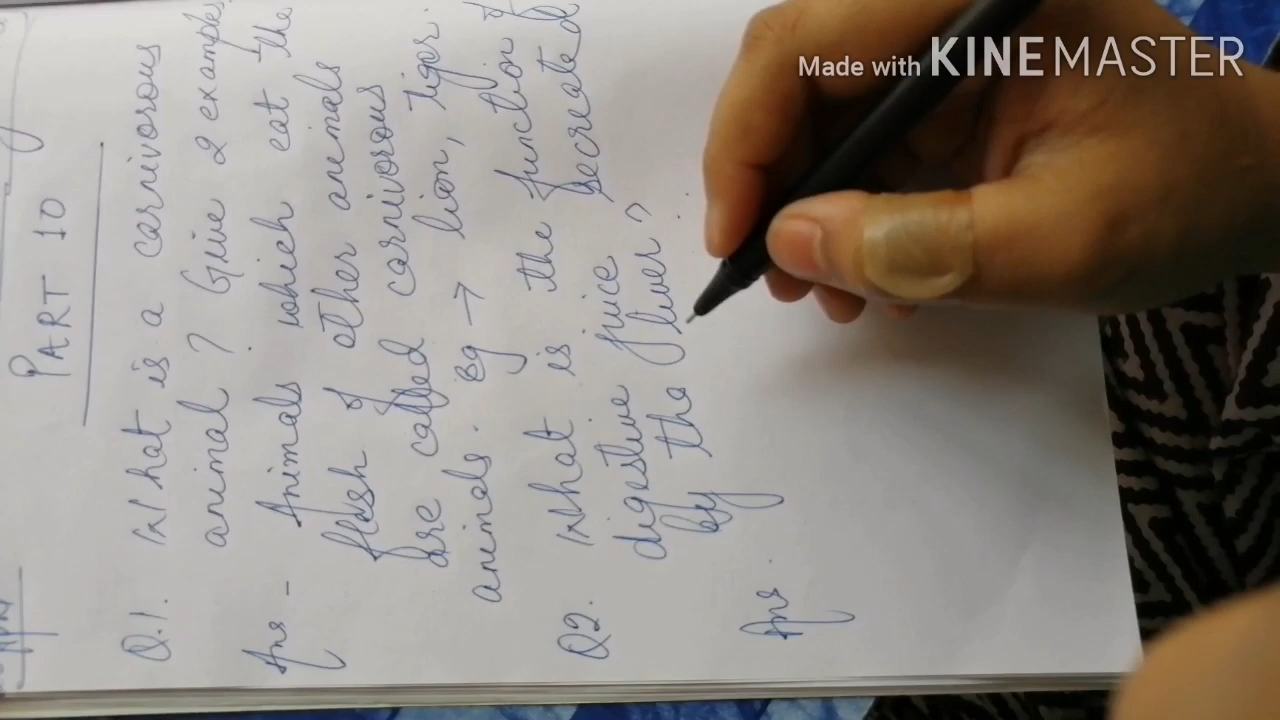 PART 10
Q.1. What is a carnivorous
animal? Give 2 examples
Ans - Animals which eat the
flesh of other animals
are called carnivorous
animals. Eg → lion, tiger.
Q2. What is the function of
digestive juice secreated
by the liver?
Ans.
Made with KINEMASTER